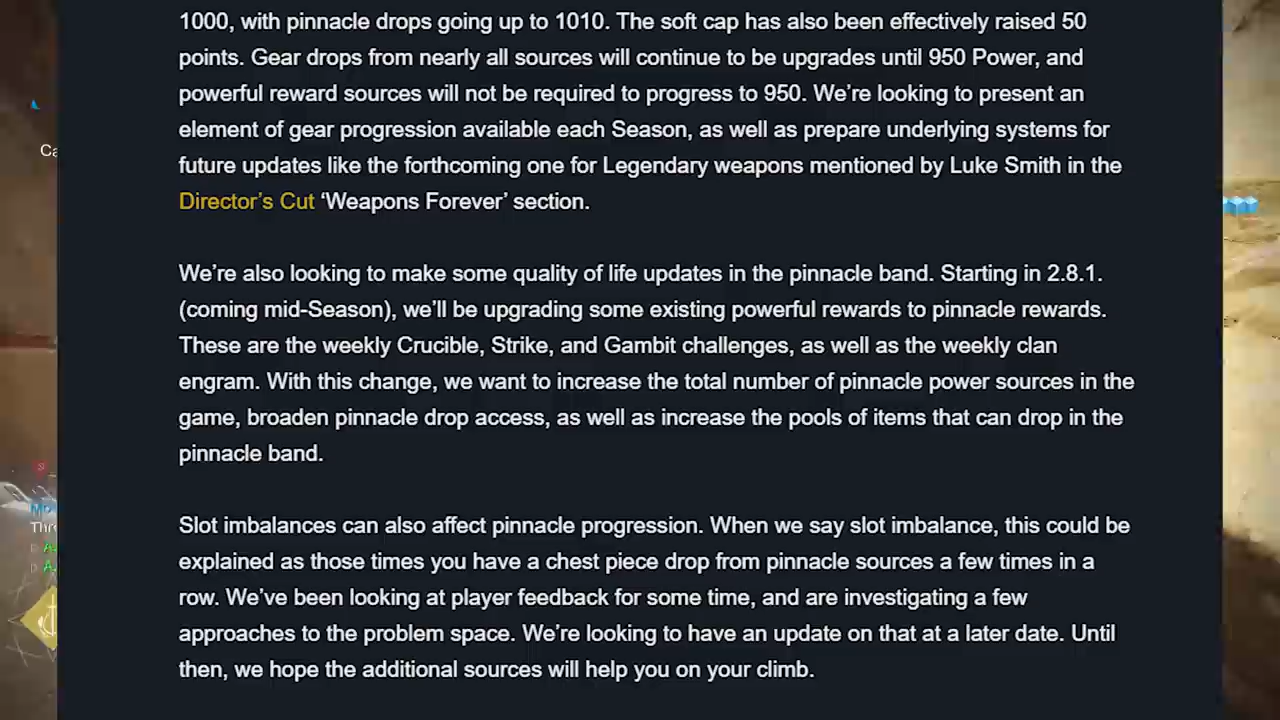 1000, with pinnacle drops going up to 1010. The soft cap has also been effectively raised 50
points. Gear drops from nearly all sources will continue to be upgrades until 950 Power, and
powerful reward sources will not be required to progress to 950. We’re looking to present an
element of gear progression available each Season, as well as prepare underlying systems for
future updates like the forthcoming one for Legendary weapons mentioned by Luke Smith in the
Director’s Cut ‘Weapons Forever’ section.
We’re also looking to make some quality of life updates in the pinnacle band. Starting in 2.8.1.
(coming mid-Season), we’ll be upgrading some existing powerful rewards to pinnacle rewards.
These are the weekly Crucible, Strike, and Gambit challenges, as well as the weekly clan
engram. With this change, we want to increase the total number of pinnacle power sources in the
game, broaden pinnacle drop access, as well as increase the pools of items that can drop in the
pinnacle band.
Slot imbalances can also affect pinnacle progression. When we say slot imbalance, this could be
explained as those times you have a chest piece drop from pinnacle sources a few times in a
row. We’ve been looking at player feedback for some time, and are investigating a few
approaches to the problem space. We’re looking to have an update on that at a later date. Until
then, we hope the additional sources will help you on your climb.